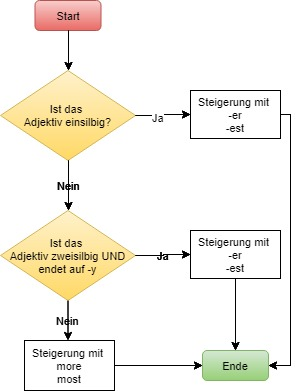 Start
Ist das
Adjektiv einsilbig?
Ja
Steigerung mit
-er
-est
Nein
Ist das
Adjektiv zweisilbig UND
endet auf -y
Ja
Steigerung mit
-er
-est
Nein
Steigerung mit
more
most
Ende